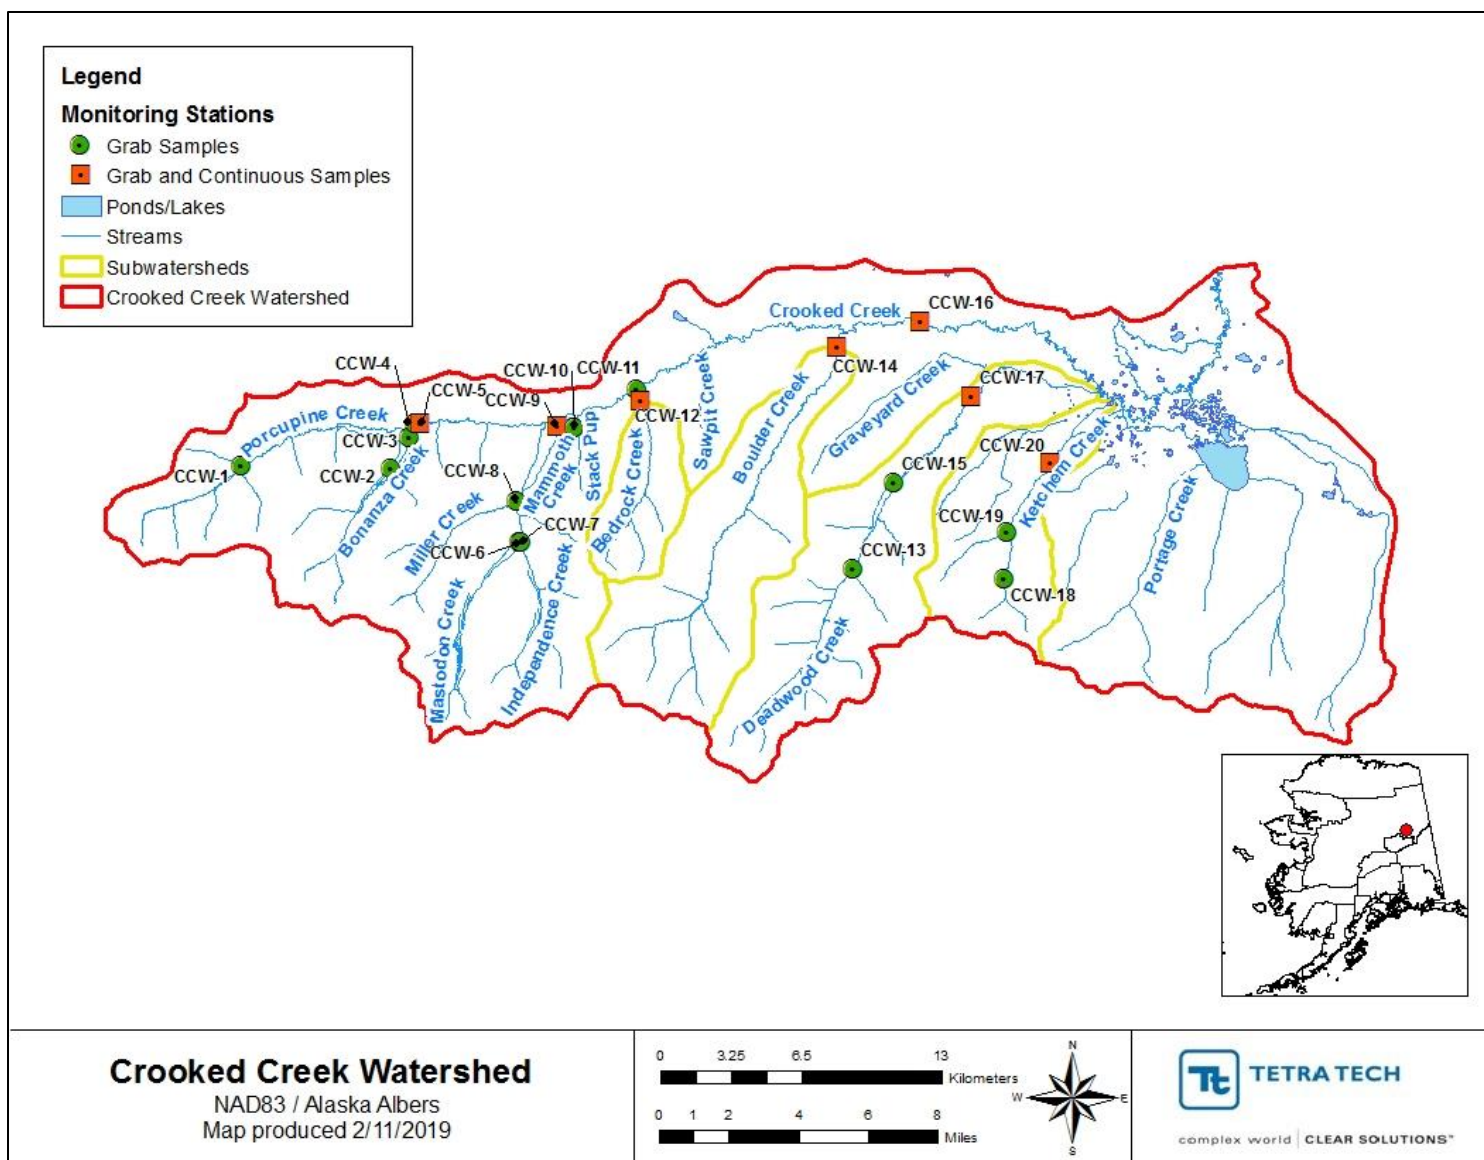 Legend
Monitoring Stations
Grab Samples
Grab and Continuous Samples
Ponds/Lakes
Streams
Subwatersheds
Crooked Creek Watershed
Crooked Creek
CCW-16
CCW-4
CCW-10
CCW-11
CCW-14
CCW-5
CCW-9
CCW-17
Porcupine Creek
CCW-12
CCW-3
CCW-1
CCW-2
Bonanza Creek
CCW-8
Mammoth
Creek
Stack Pup
Bedrock Creek
Sawpit Creek
Boulder Creek
Graveyard Creek
CCW-15
CCW-20
Ketchem Creek
Miller Creek
CCW-7
CCW-6
CCW-19
CCW-13
CCW-18
Portage Creek
Mastodon Creek
Independence Creek
Deadwood Creek
Crooked Creek Watershed
NAD83 / Alaska Albers
Map produced 2/11/2019
0 3.25 6.5 13
Kilometers
0 1 2 4 6 8
Miles
N
W
E
S
Tt
TETRA TECH
complex world | CLEAR SOLUTIONS™